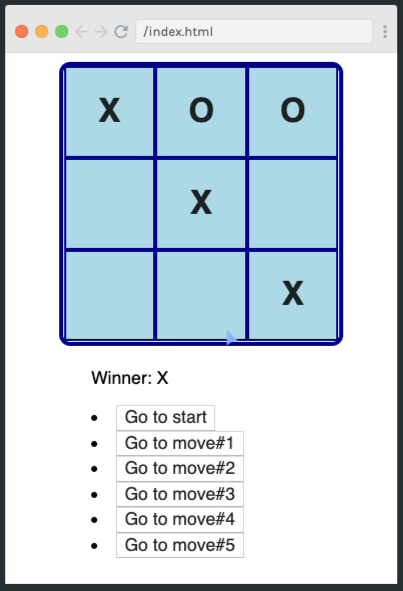 /index.html
X O O
X
X
Winner: X
• Go to start
• Go to move#1
• Go to move#2
• Go to move#3
• Go to move#4
• Go to move#5